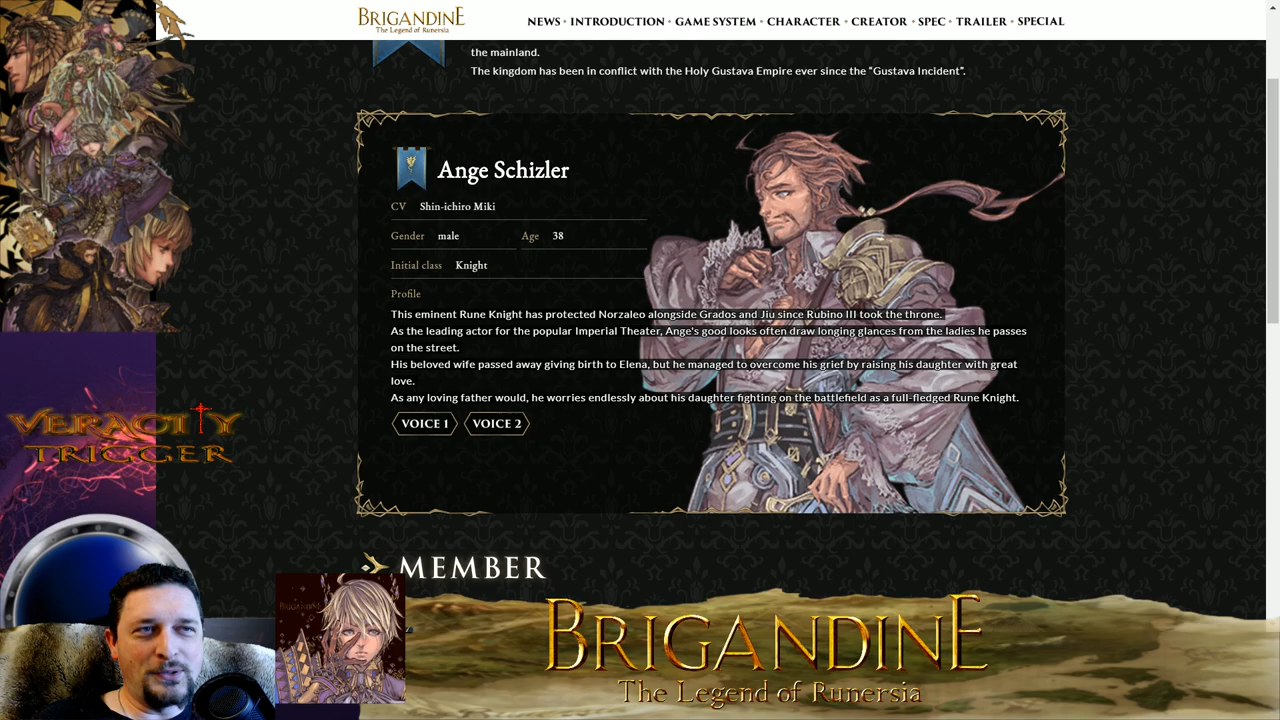 BRIGANDINE
The Legend of Runersia
NEWS • INTRODUCTION • GAME SYSTEM • CHARACTER • CREATOR • SPEC • TRAILER • SPECIAL
the mainland.
The kingdom has been in conflict with the Holy Gustava Empire ever since the “Gustava Incident”.
Ange Schizler
CV Shin-ichiro Miki
Gender male Age 38
Initial class Knight
Profile
This eminent Rune Knight has protected Norzaleo alongside Grados and Jiu since Rubino III took the throne.
As the leading actor for the popular Imperial Theater, Ange's good looks often draw longing glances from the ladies he passes
on the street.
His beloved wife passed away giving birth to Elena, but he managed to overcome his grief by raising his daughter with great
love.
As any loving father would, he worries endlessly about his daughter fighting on the battlefield as a full-fledged Rune Knight.
VOICE 1 VOICE 2
VERACITY
TRIGGER
MEMBER
BRIGANDINE
BRIGANDINE
The Legend of Runersia